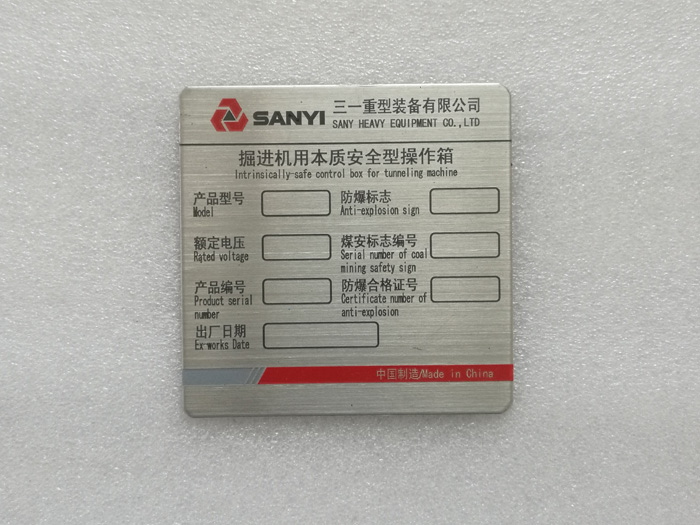 SANYI 三一重型装备有限公司
SANY HEAVY EQUIPMENT CO.,LTD
掘进机用本质安全型操作箱
Intrinsically-safe control box for tunneling machine
产品型号 防爆标志
Model Anti-explosion sign
额定电压 煤安标志编号
Rated voltage Serial number of coal
mining safety sign
产品编号 防爆合格证号
Product serial Certificate number of
number anti-explosion
出厂日期
Ex works Date
中国制造/Made in China